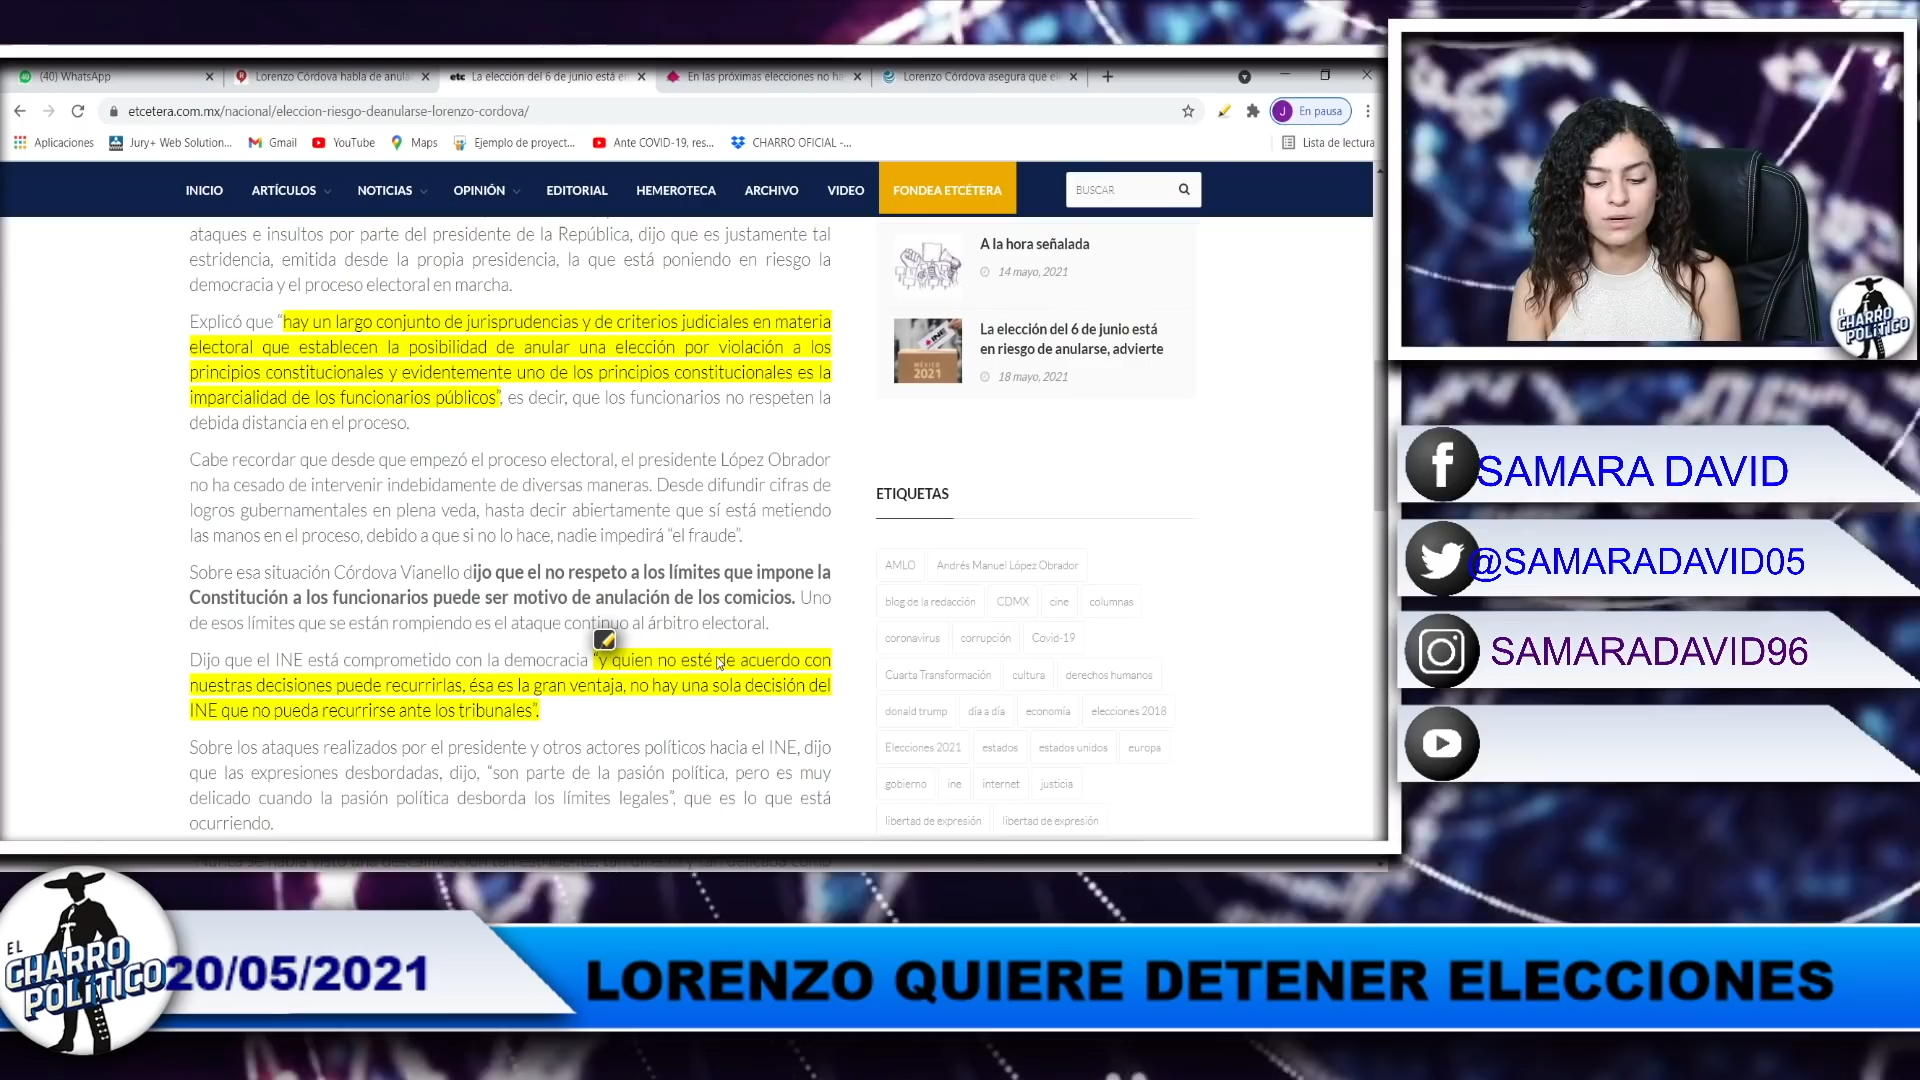 (40) WhatsApp
Lorenzo Córdova habla de anula
etc La elección del 6 de junio está en
En las próximas elecciones no ha
Lorenzo Córdova asegura que el
etcetera.com.mx/nacional/eleccion-riesgo-deanularse-lorenzo-cordova/
J En pausa
Aplicaciones
Jury+ Web Solution...
Gmail
YouTube
Maps
Ejemplo de proyect...
Ante COVID-19, res...
CHARRO OFICIAL -...
Lista de lectura
INICIO
ARTÍCULOS
NOTICIAS
OPINIÓN
EDITORIAL
HEMEROTECA
ARCHIVO
VIDEO
FONDEA ETCÉTERA
BUSCAR
ataques e insultos por parte del presidente de la República, dijo que es justamente tal
estridencia, emitida desde la propia presidencia, la que está poniendo en riesgo la
democracia y el proceso electoral en marcha.
Explicó que “hay un largo conjunto de jurisprudencias y de criterios judiciales en materia
electoral que establecen la posibilidad de anular una elección por violación a los
principios constitucionales y evidentemente uno de los principios constitucionales es la
imparcialidad de los funcionarios públicos”, es decir, que los funcionarios no respeten la
debida distancia en el proceso.
Cabe recordar que desde que empezó el proceso electoral, el presidente López Obrador
no ha cesado de intervenir indebidamente de diversas maneras. Desde difundir cifras de
logros gubernamentales en plena veda, hasta decir abiertamente que sí está metiendo
las manos en el proceso, debido a que si no lo hace, nadie impedirá “el fraude”.
Sobre esa situación Córdova Vianello dijo que el no respeto a los límites que impone la
Constitución a los funcionarios puede ser motivo de anulación de los comicios. Uno
de esos límites que se están rompiendo es el ataque continuo al árbitro electoral.
Dijo que el INE está comprometido con la democracia “y quien no esté de acuerdo con
nuestras decisiones puede recurrirlas, ésa es la gran ventaja, no hay una sola decisión del
INE que no pueda recurrirse ante los tribunales”.
Sobre los ataques realizados por el presidente y otros actores políticos hacia el INE, dijo
que las expresiones desbordadas, dijo, “son parte de la pasión política, pero es muy
delicado cuando la pasión política desborda los límites legales”, que es lo que está
ocurriendo.
A la hora señalada
14 mayo, 2021
MÉXICO
2021
La elección del 6 de junio está
en riesgo de anularse, advierte
18 mayo, 2021
ETIQUETAS
AMLO
Andrés Manuel López Obrador
blog de la redacción
CDMX
cine
columnas
coronavirus
corrupción
Covid-19
Cuarta Transformación
cultura
derechos humanos
donald trump
día a día
economía
elecciones 2018
Elecciones 2021
estados
estados unidos
europa
gobierno
ine
internet
justicia
libertad de expresión
libertad de expresión
EL
CHARRO
POLÍTICO
SAMARA DAVID
@SAMARADAVID05
SAMARADAVID96
EL
CHARRO
POLÍTICO
20/05/2021
LORENZO QUIERE DETENER ELECCIONES